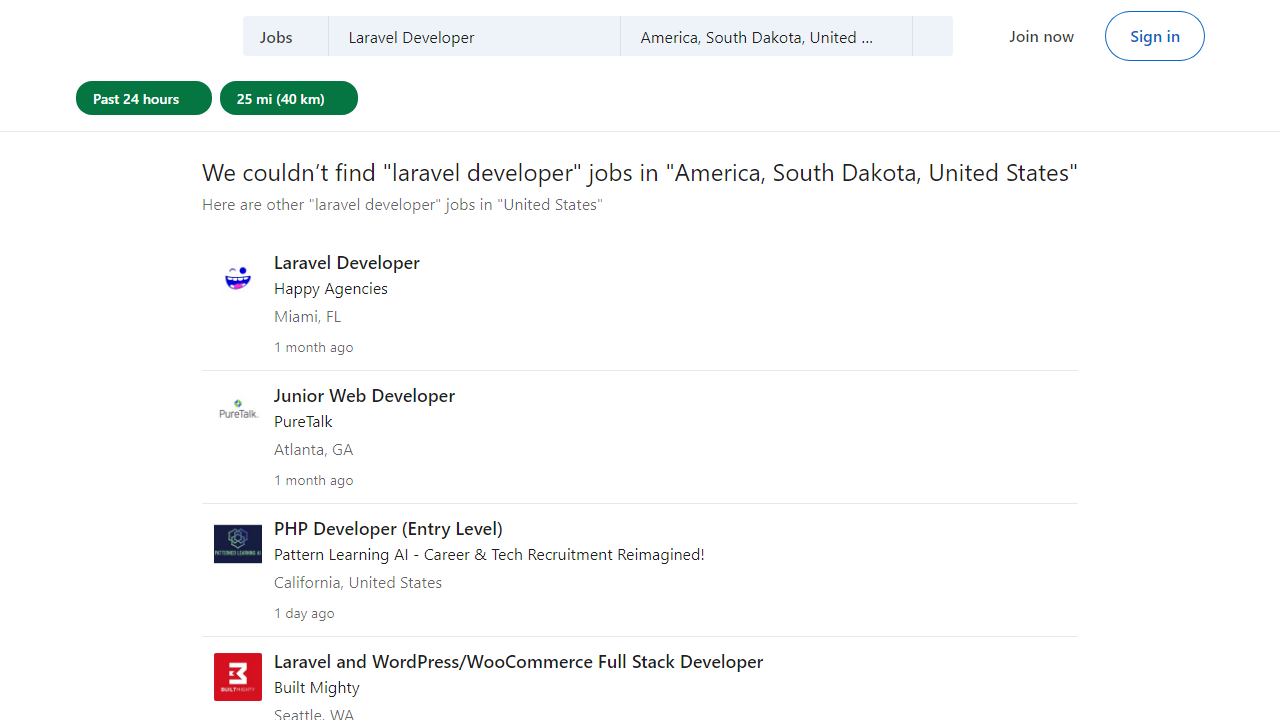 Jobs
Laravel Developer
America, South Dakota, United ...
Join now
Sign in
Past 24 hours
25 mi (40 km)
We couldn’t find "laravel developer" jobs in "America, South Dakota, United States"
Here are other "laravel developer" jobs in "United States"
Laravel Developer
Happy Agencies
Miami, FL
1 month ago
PureTalk.
Junior Web Developer
PureTalk
Atlanta, GA
1 month ago
PATTERNED LEARNING AI
PHP Developer (Entry Level)
Pattern Learning AI - Career & Tech Recruitment Reimagined!
California, United States
1 day ago
BUILTMIGHTY
Laravel and WordPress/WooCommerce Full Stack Developer
Built Mighty
Seattle, WA